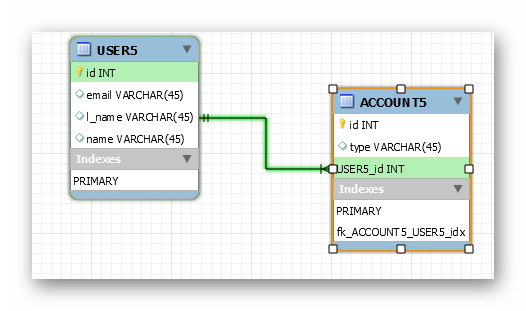 USER5
id INT
email VARCHAR(45)
l_name VARCHAR(45)
name VARCHAR(45)
Indexes
PRIMARY
ACCOUNT5
id INT
type VARCHAR(45)
USER5_id INT
Indexes
PRIMARY
fk_ACCOUNT5_USER5_idx